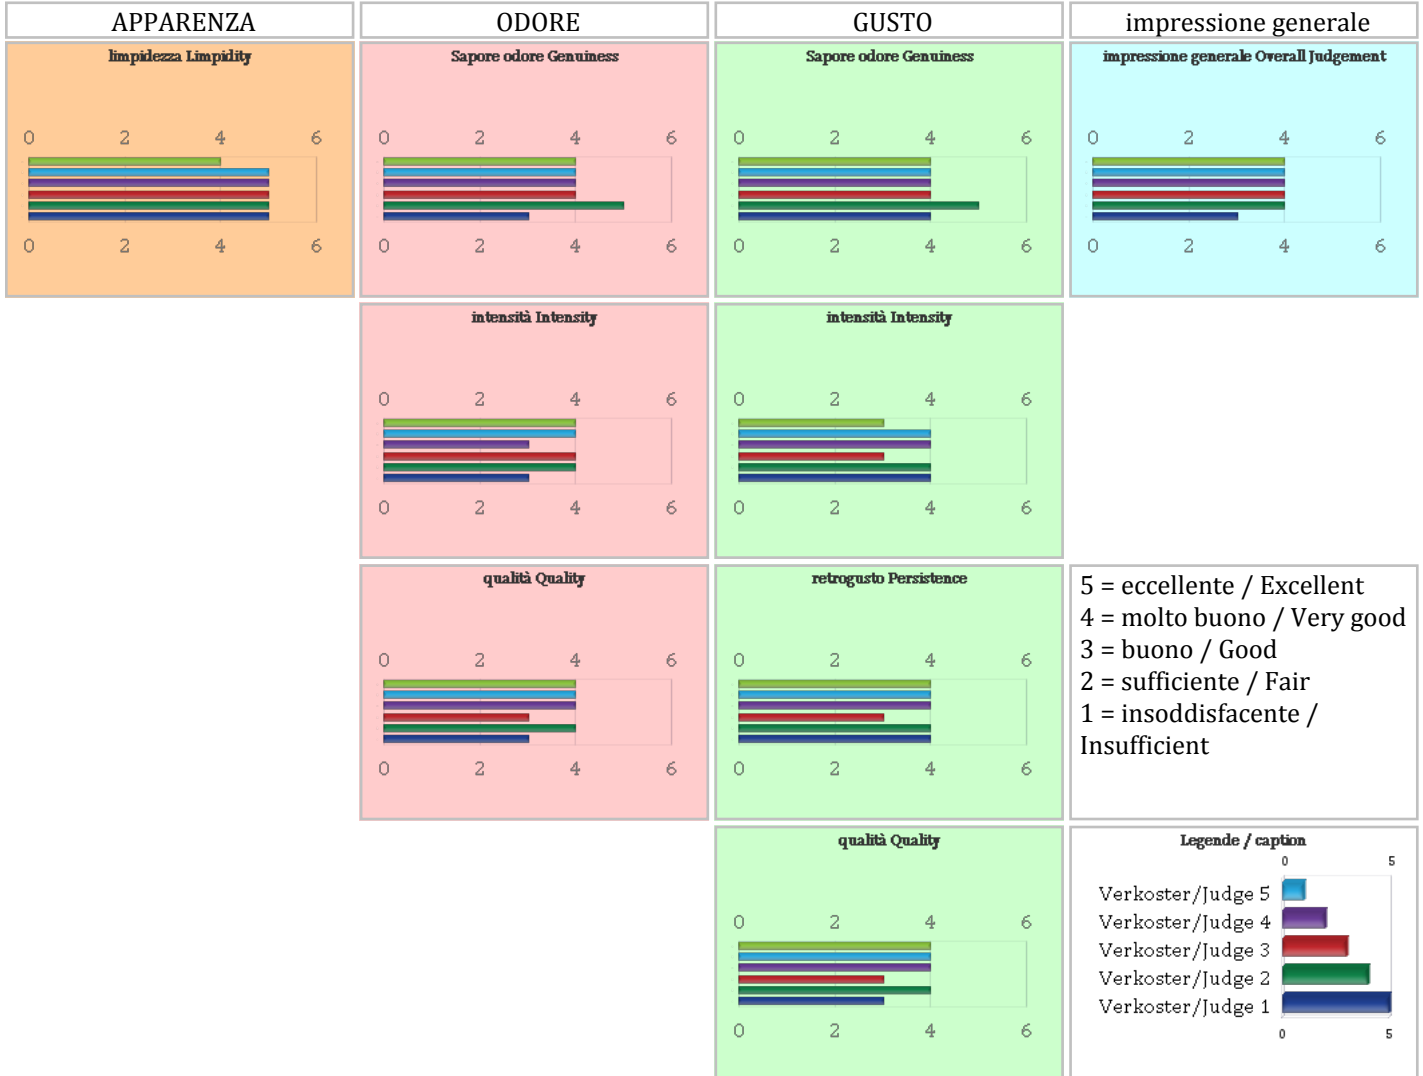 APPARENZA
ODORE
GUSTO
impressione generale
limpidezza Limpidity
0 2 4 6
0 2 4 6
Sapore odore Genuiness
0 2 4 6
0 2 4 6
Sapore odore Genuiness
0 2 4 6
0 2 4 6
impressione generale Overall Judgement
0 2 4 6
0 2 4 6
intensità Intensity
0 2 4 6
0 2 4 6
intensità Intensity
0 2 4 6
0 2 4 6
qualità Quality
0 2 4 6
0 2 4 6
retrogusto Persistence
0 2 4 6
0 2 4 6
5 = eccellente / Excellent
4 = molto buono / Very good
3 = buono / Good
2 = sufficiente / Fair
1 = insoddisfacente /
Insufficient
qualità Quality
0 2 4 6
0 2 4 6
Legende / caption
0 5
Verkoster/Judge 5
Verkoster/Judge 4
Verkoster/Judge 3
Verkoster/Judge 2
Verkoster/Judge 1
0 5